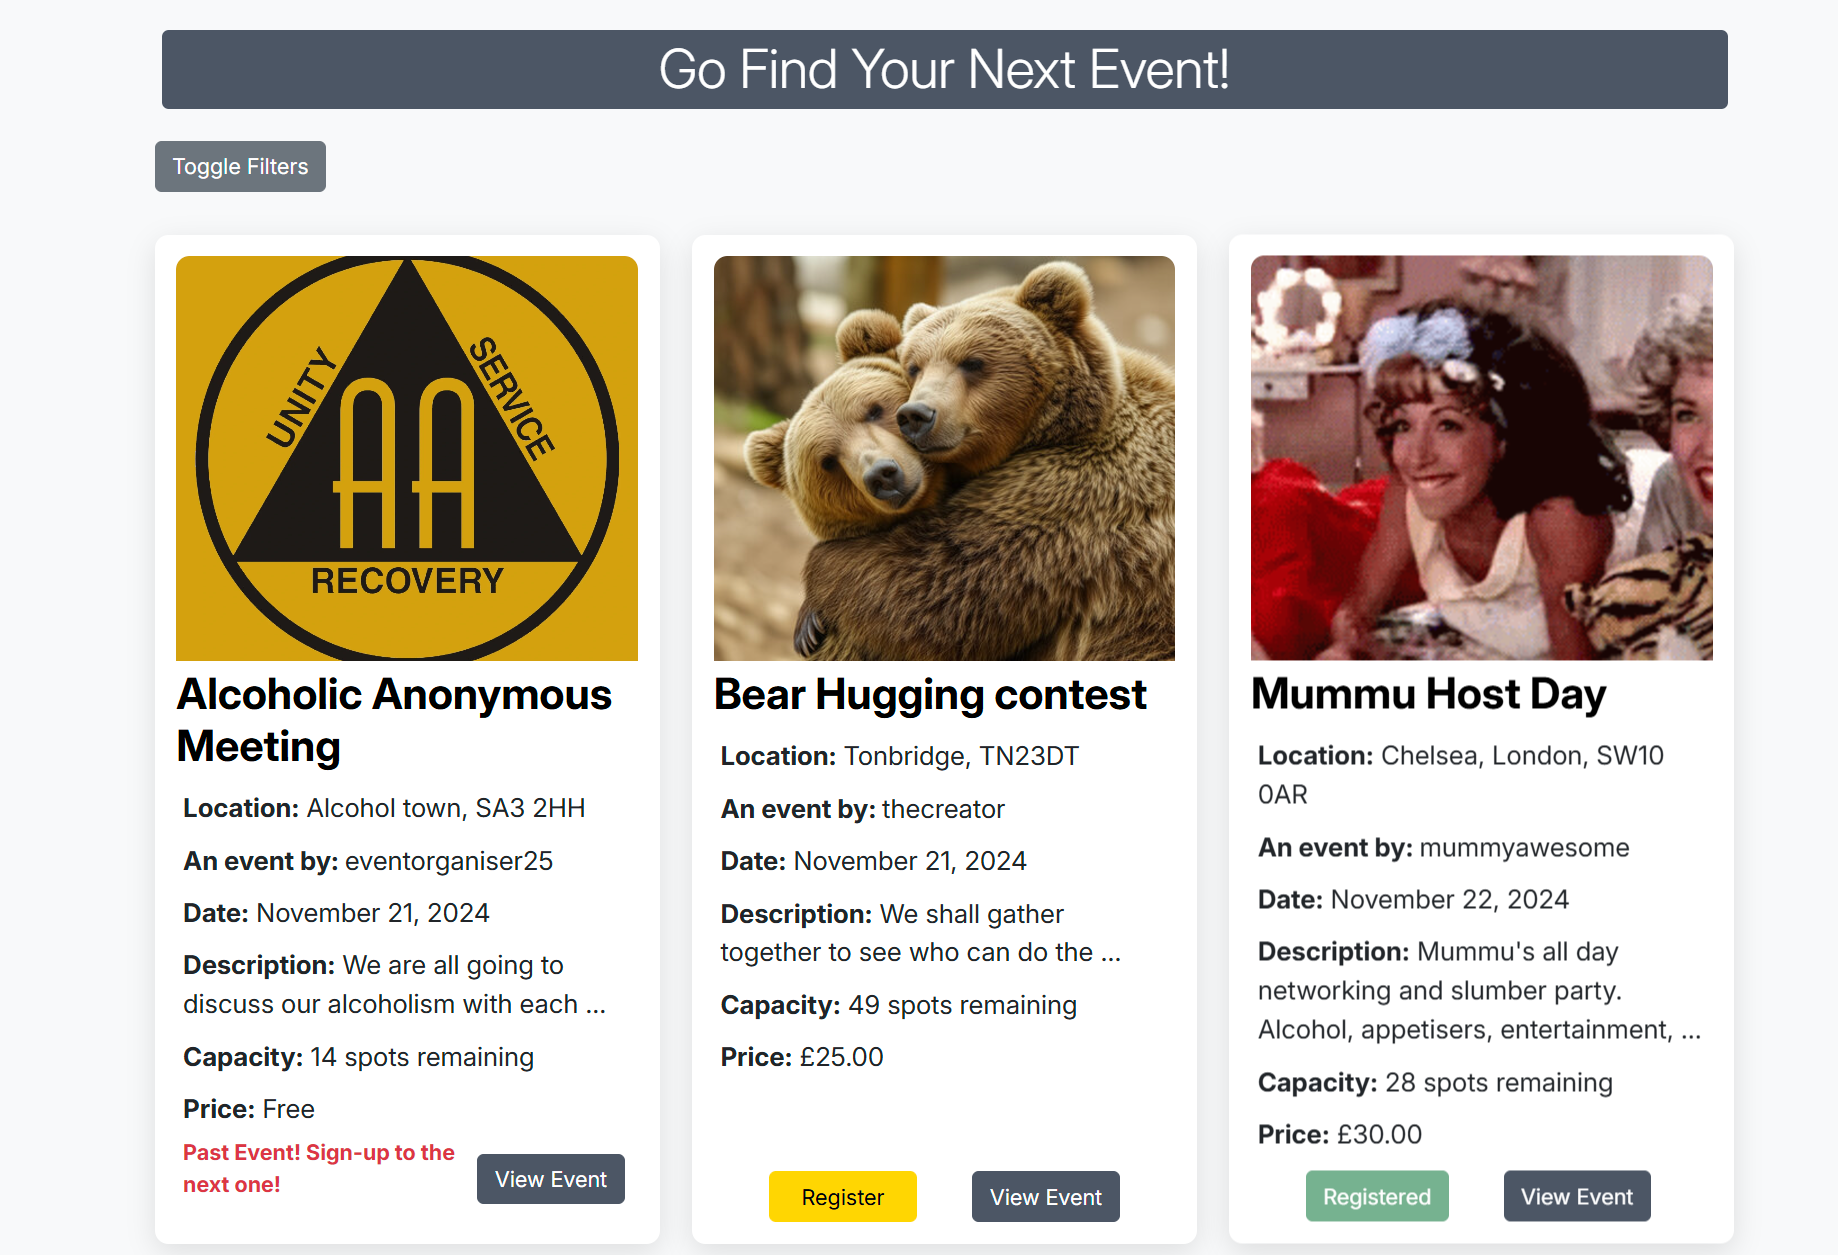 Go Find Your Next Event!
Toggle Filters
UNITY
SERVICE
AA
RECOVERY
Alcoholic Anonymous
Meeting
Location: Alcohol town, SA3 2HH
An event by: eventorganiser25
Date: November 21, 2024
Description: We are all going to
discuss our alcoholism with each ...
Capacity: 14 spots remaining
Price: Free
Past Event! Sign-up to the
next one!
View Event
Bear Hugging contest
Location: Tonbridge, TN23DT
An event by: thecreator
Date: November 21, 2024
Description: We shall gather
together to see who can do the ...
Capacity: 49 spots remaining
Price: £25.00
Register
View Event
Mummu Host Day
Location: Chelsea, London, SW10
0AR
An event by: mummyawesome
Date: November 22, 2024
Description: Mummu's all day
networking and slumber party.
Alcohol, appetisers, entertainment, ...
Capacity: 28 spots remaining
Price: £30.00
Registered
View Event